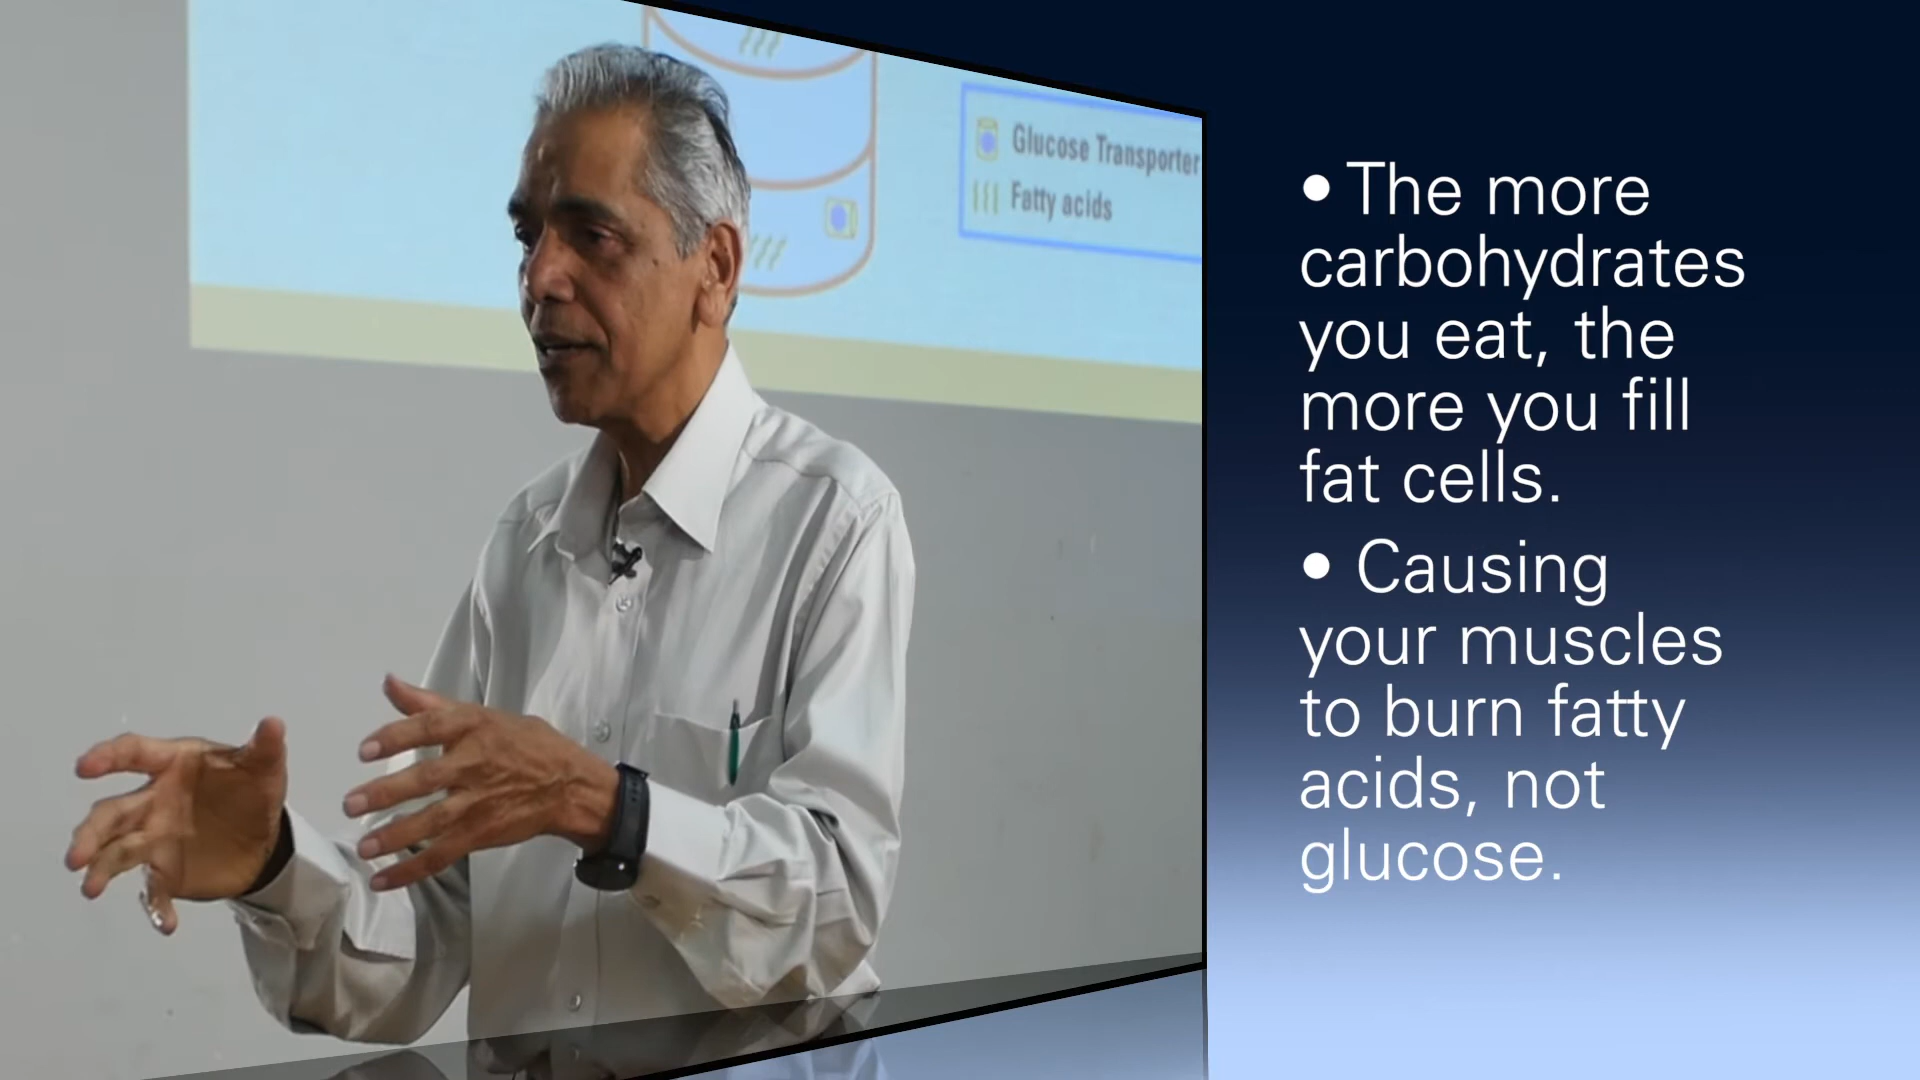 Glucose Transporter
Fatty acids
• The more
carbohydrates
you eat, the
more you fill
fat cells.
• Causing
your muscles
to burn fatty
acids, not
glucose.